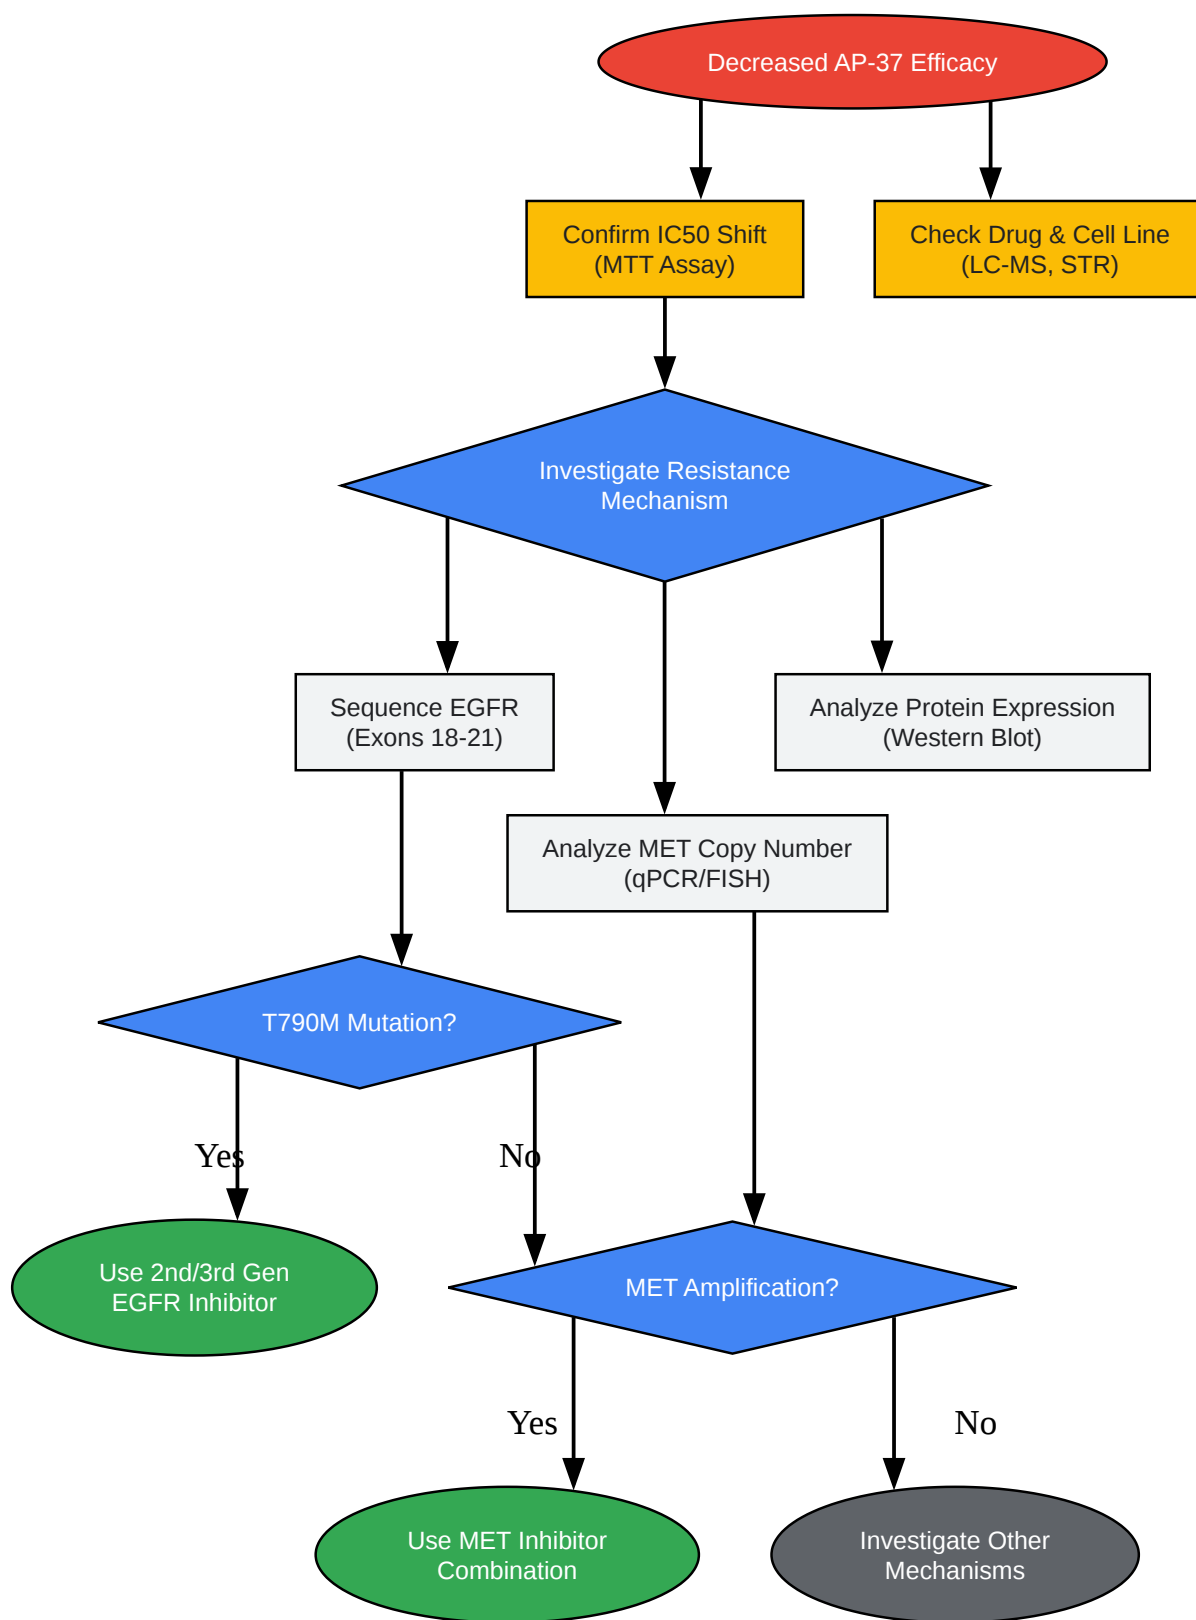 Decreased AP-37 Efficacy
Confirm IC50 Shift
(MTT Assay)
Check Drug & Cell Line
(LC-MS, STR)
Investigate Resistance
Mechanism
Sequence EGFR
(Exons 18-21)
Analyze Protein Expression
(Western Blot)
Analyze MET Copy Number
(qPCR/FISH)
T790M Mutation?
Yes
No
Use 2nd/3rd Gen
EGFR Inhibitor
MET Amplification?
Yes
No
Use MET Inhibitor
Combination
Investigate Other
Mechanisms